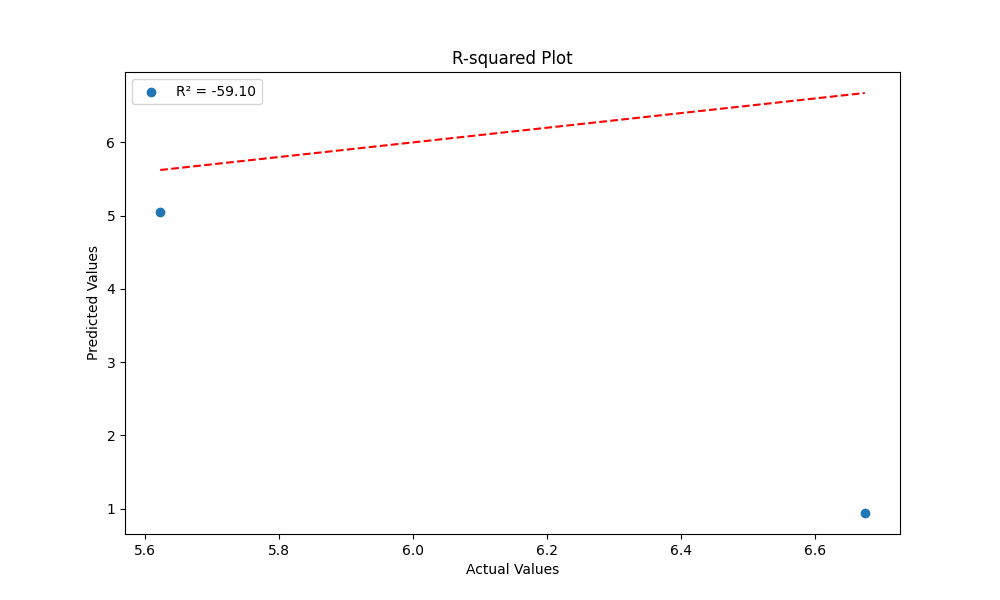 R-squared Plot
R² = -59.10
Predicted Values
6
5
4
3
2
1
5.6 5.8 6.0 6.2 6.4 6.6
Actual Values